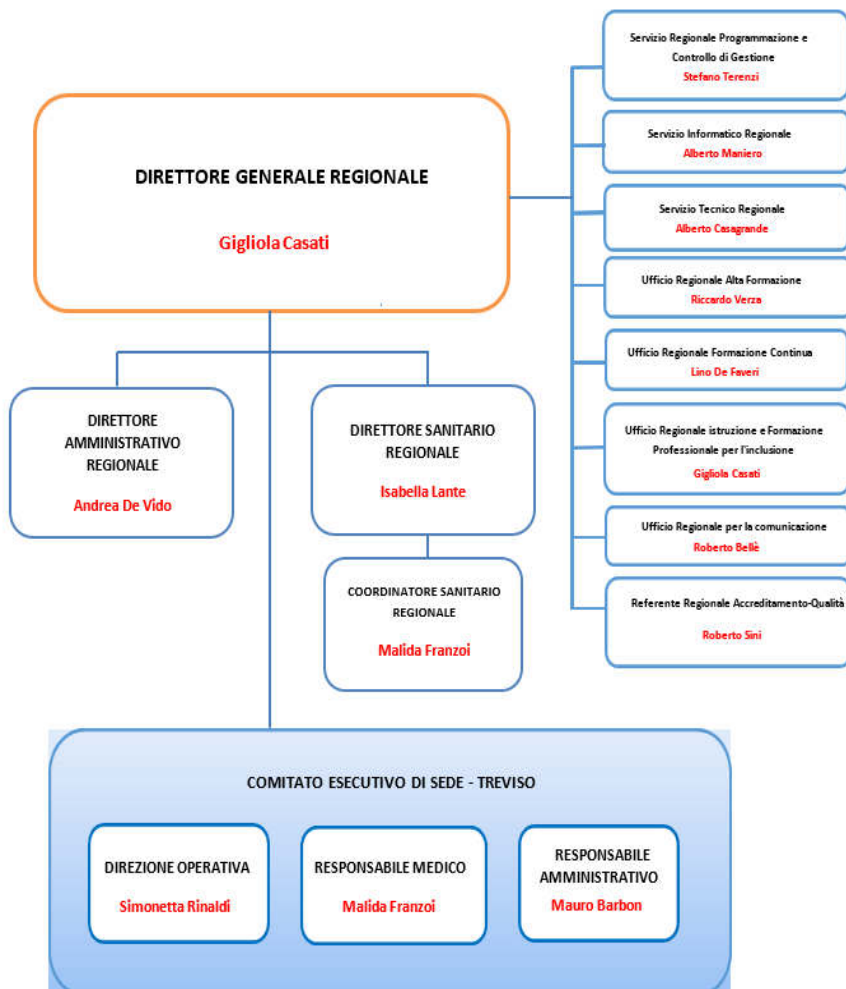 DIRETTORE GENERALE REGIONALE
Gigliola Casati
Servizio Regionale Programmazione e
Controllo di Gestione
Stefano Terenzi
Servizio Informatico Regionale
Alberto Maniero
Servizio Tecnico Regionale
Alberto Casagrande
Ufficio Regionale Alta Formazione
Riccardo Verza
Ufficio Regionale Formazione Continua
Lino De Faveri
Ufficio Regionale istruzione e Formazione
Professionale per l'inclusione
Gigliola Casati
Ufficio Regionale per la comunicazione
Roberto Bellè
Referente Regionale Accreditamento-Qualità
Roberto Sini
DIRETTORE
AMMINISTRATIVO
REGIONALE
Andrea De Vido
DIRETTORE SANITARIO
REGIONALE
Isabella Lante
COORDINATORE SANITARIO
REGIONALE
Malida Franzoi
COMITATO ESECUTIVO DI SEDE - TREVISO
DIREZIONE OPERATIVA
Simonetta Rinaldi
RESPONSABILE MEDICO
Malida Franzoi
RESPONSABILE
AMMINISTRATIVO
Mauro Barbon